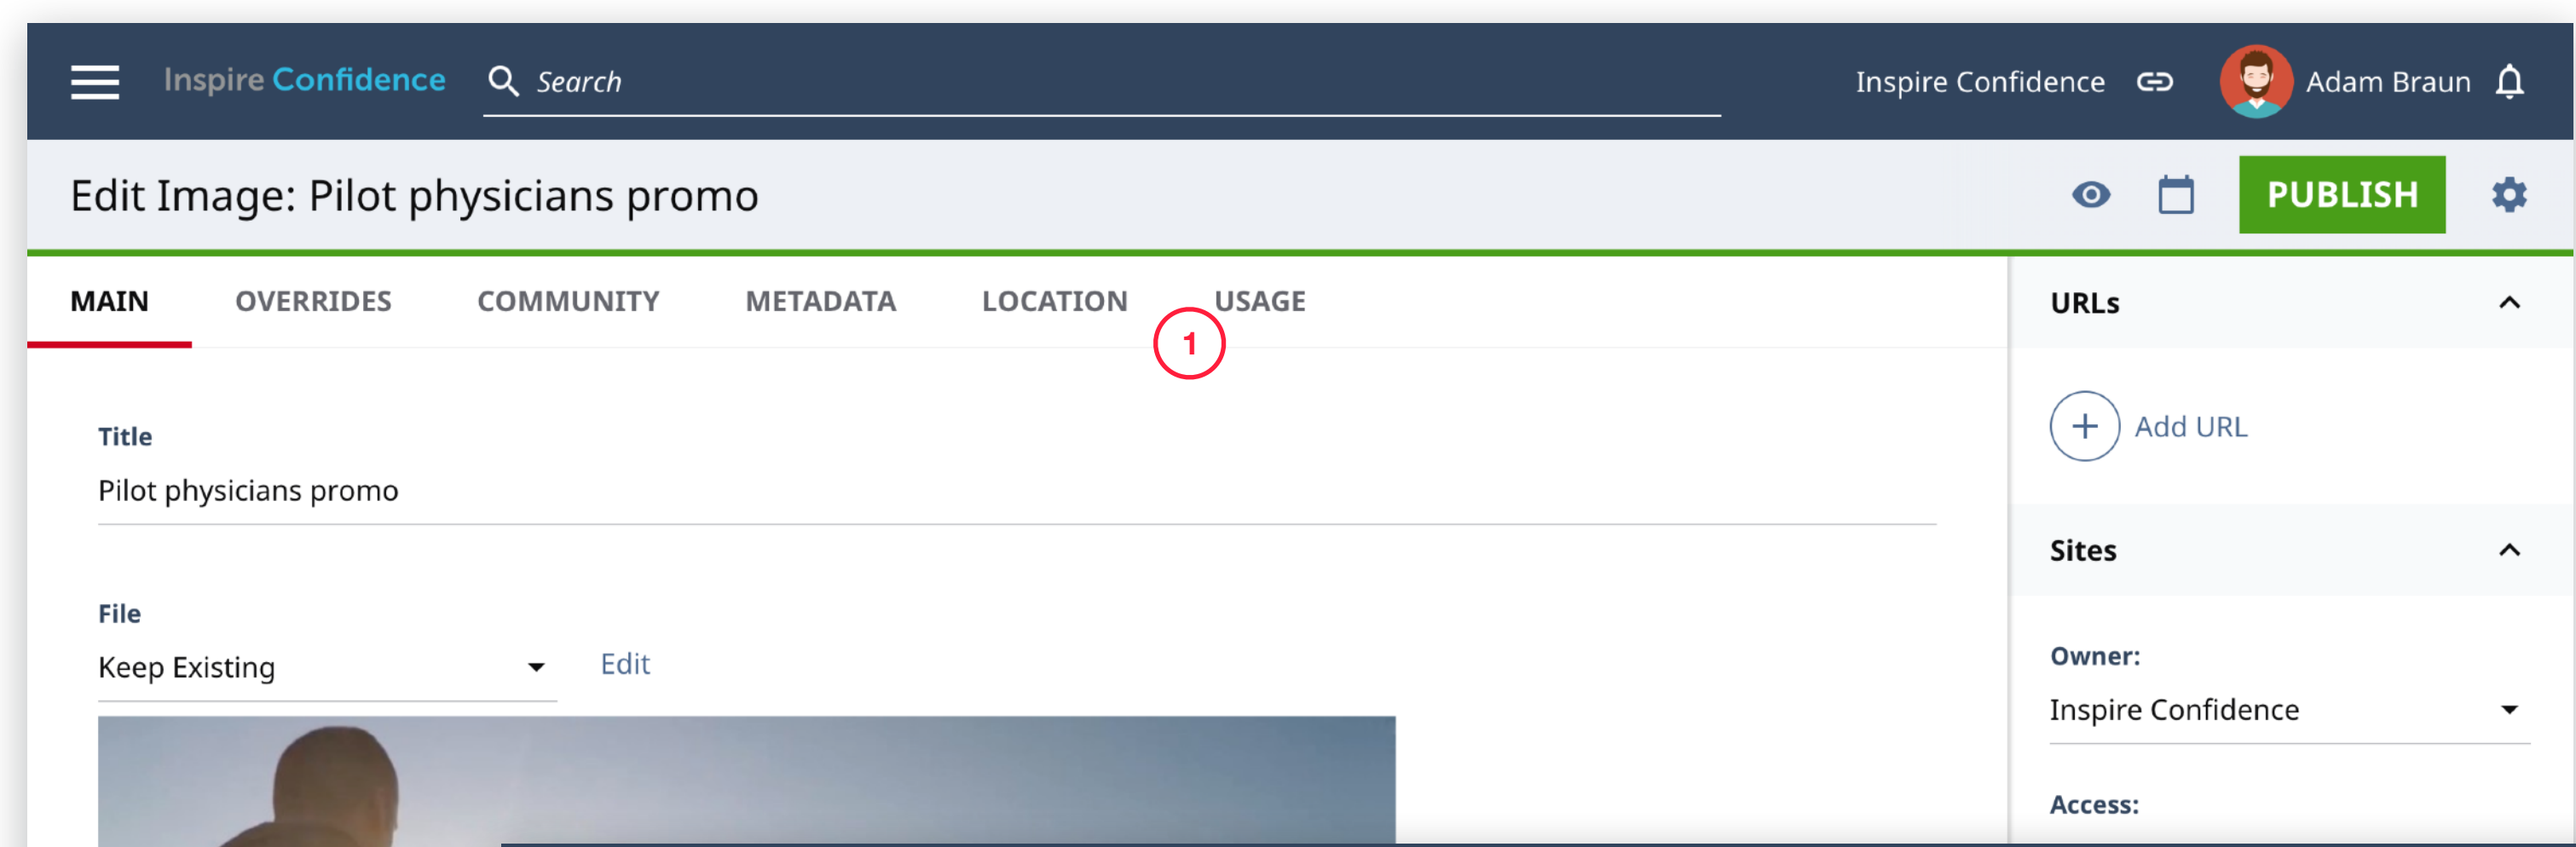 Inspire Confidence Search Inspire Confidence Adam Braun
Edit Image: Pilot physicians promo PUBLISH
MAIN OVERRIDES COMMUNITY METADATA LOCATION USAGE
1
URLs
Add URL
Title
Pilot physicians promo
Sites
File
Keep Existing Edit
Owner:
Inspire Confidence
Access: